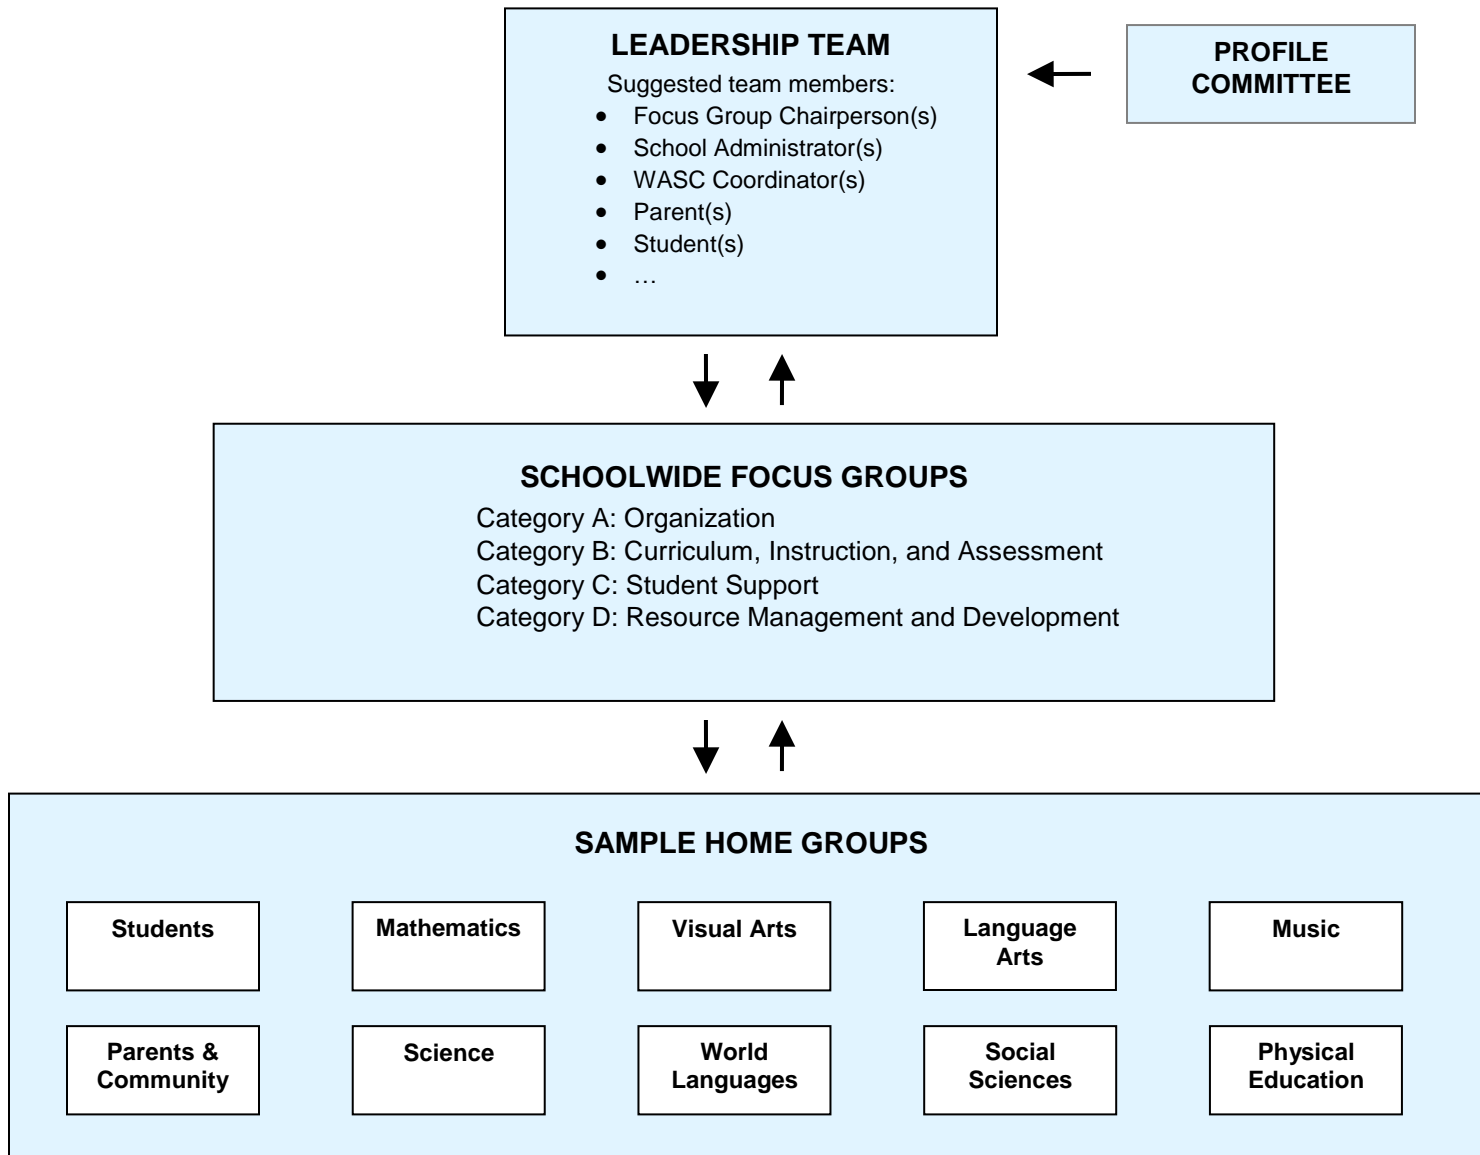 LEADERSHIP TEAM
Suggested team members:
• Focus Group Chairperson(s)
• School Administrator(s)
• WASC Coordinator(s)
• Parent(s)
• Student(s)
• …
PROFILE
COMMITTEE
SCHOOLWIDE FOCUS GROUPS
Category A: Organization
Category B: Curriculum, Instruction, and Assessment
Category C: Student Support
Category D: Resource Management and Development
SAMPLE HOME GROUPS
Students
Mathematics
Visual Arts
Language
Arts
Music
Parents &
Community
Science
World
Languages
Social
Sciences
Physical
Education